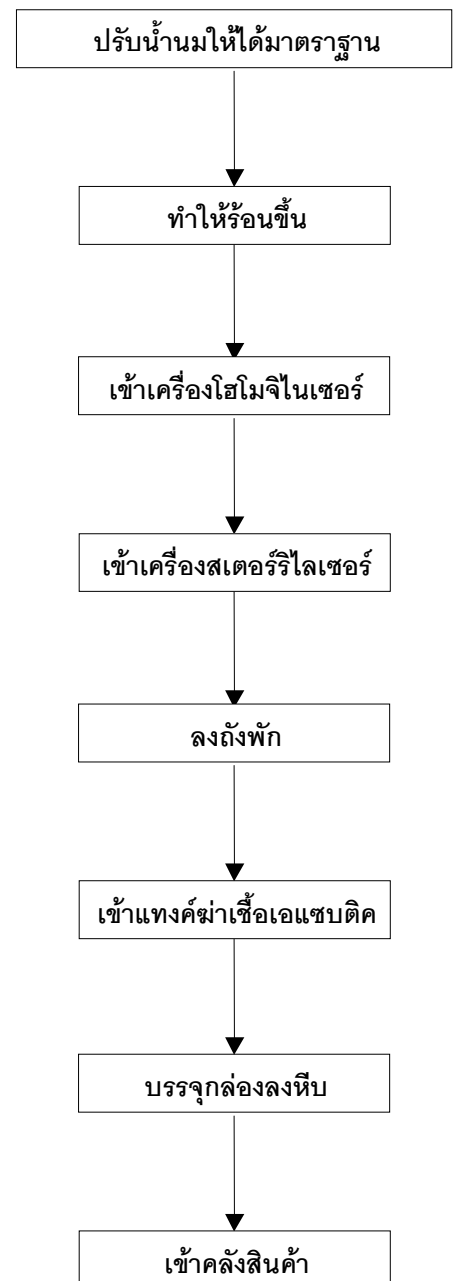 ปรับน้ำนมให้ได้มาตราฐาน
ทำให้ร้อนขึ้น
เข้าเครื่องโฮโมจิไนเซอร์
เข้าเครื่องสเตอร์ริไลเซอร์
ลงถังพัก
เข้าแทงค์ฆ่าเชื้อเอแซบติค
บรรจุกล่องลงหีบ
เข้าคลังสินค้า